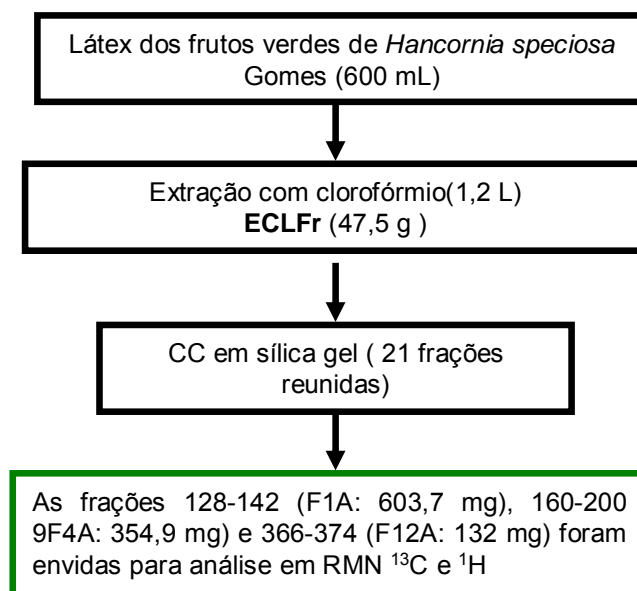 Látex dos frutos verdes de Hancornia speciosa
Gomes (600 mL)
Extração com clorofórmio(1,2 L)
ECLFr (47,5 g )
CC em sílica gel ( 21 frações
reunidas)
As frações 128-142 (F1A: 603,7 mg), 160-200
9F4A: 354,9 mg) e 366-374 (F12A: 132 mg) foram
envidas para análise em RMN ¹³C e ¹H